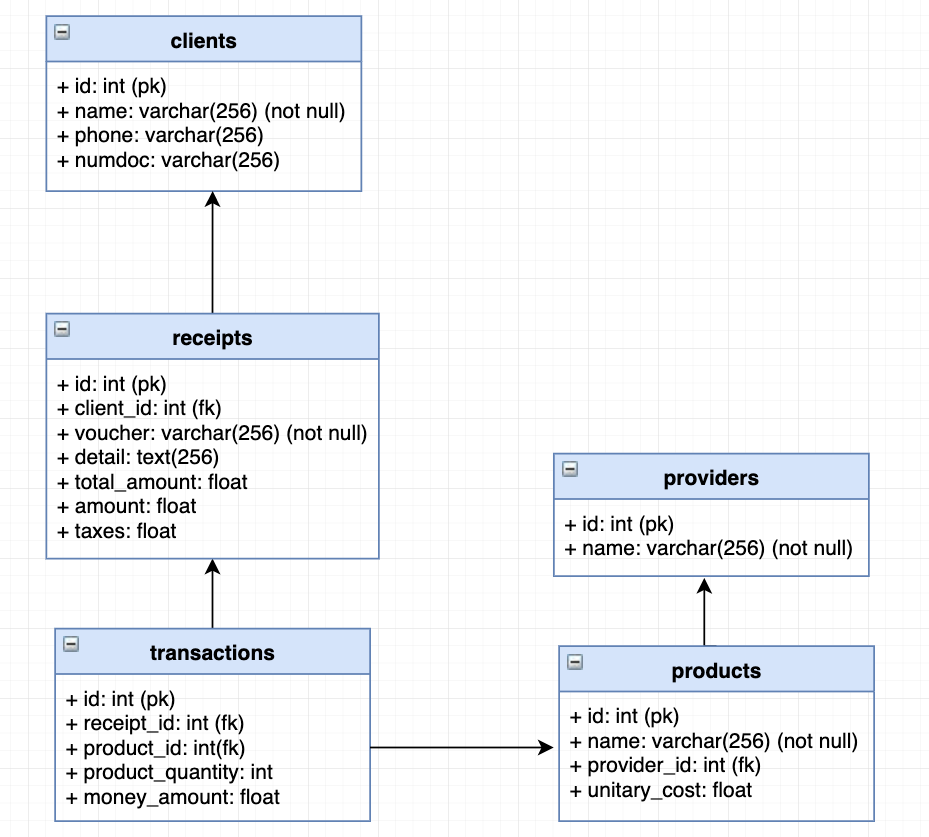 clients
+ id: int (pk)
+ name: varchar(256) (not null)
+ phone: varchar(256)
+ numdoc: varchar(256)
receipts
+ id: int (pk)
+ client_id: int (fk)
+ voucher: varchar(256) (not null)
+ detail: text(256)
+ total_amount: float
+ amount: float
+ taxes: float
providers
+ id: int (pk)
+ name: varchar(256) (not null)
transactions
+ id: int (pk)
+ receipt_id: int (fk)
+ product_id: int(fk)
+ product_quantity: int
+ money_amount: float
products
+ id: int (pk)
+ name: varchar(256) (not null)
+ provider_id: int (fk)
+ unitary_cost: float